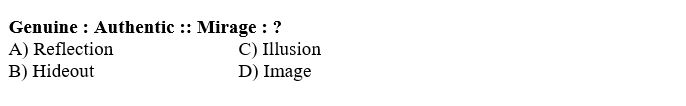 Genuine : Authentic :: Mirage : ?
A) Reflection C) Illusion
B) Hideout D) Image